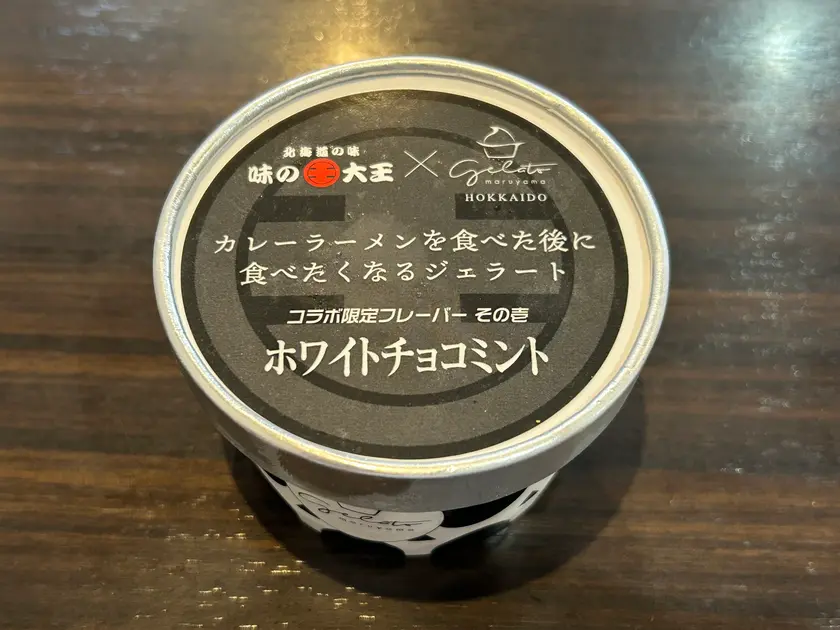 北海道の味
味の大王
×
gelato
maruyama
HOKKAIDO
カレーラーメンを食べた後に
食べたくなるジェラート
コラボ限定フレーバー その壱
ホワイトチョコミント
gelato
maruyama